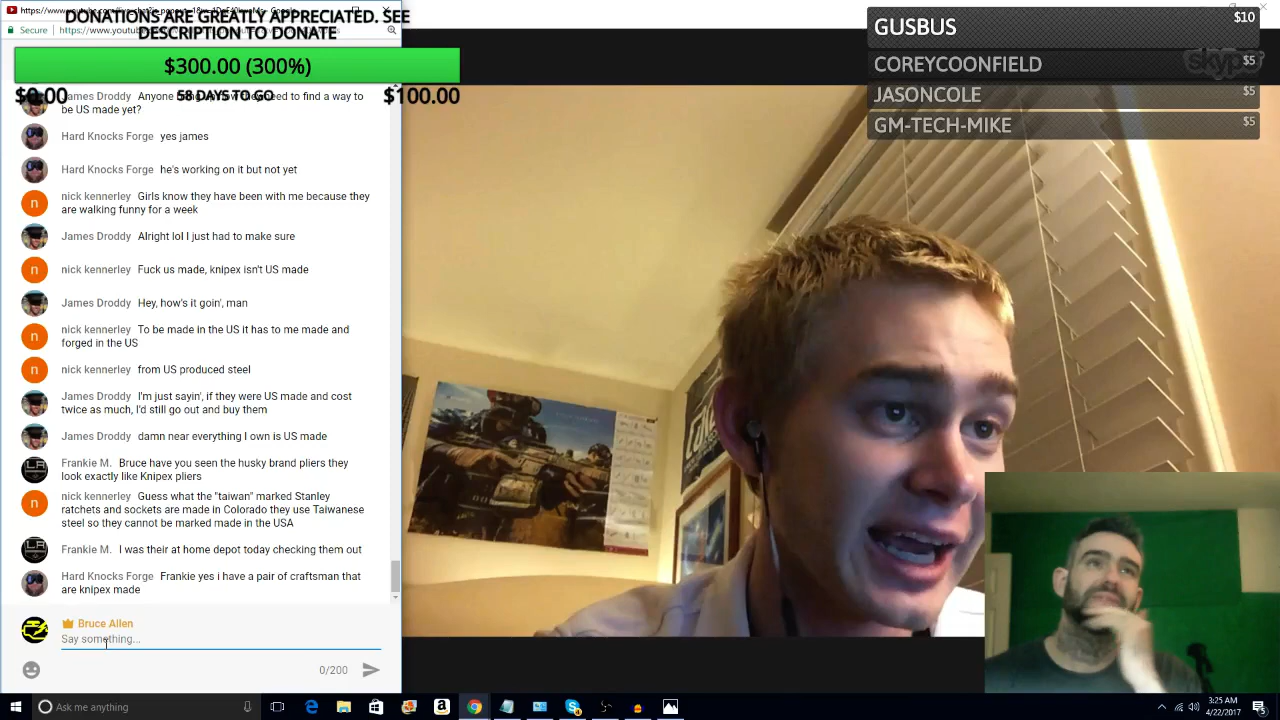 DONATIONS ARE GREATLY APPRECIATED. SEE
DESCRIPTION TO DONATE
Secure
$300.00 (300%)
$0.00
58 DAYS TO GO
$100.00
James Droddy Anyone need to find a way to
be US made yet?
Hard Knocks Forge yes james
Hard Knocks Forge he's working on it but not yet
nick kennerley Girls know they have been with me because they
are walking funny for a week
James Droddy Alright lol I just had to make sure
nick kennerley Fuck us made, knipex isn't US made
James Droddy Hey, how's it goin', man
nick kennerley To be made in the US it has to me made and
forged in the US
nick kennerley from US produced steel
James Droddy I'm just sayin', if they were US made and cost
twice as much, I'd still go out and buy them
James Droddy damn near everything I own is US made
Frankie M. Bruce have you seen the husky brand pliers they
look exactly like Knipex pliers
nick kennerley Guess what the "taiwan" marked Stanley
ratchets and sockets are made in Colorado they use Taiwanese
steel so they cannot be marked made in the USA
Frankie M. I was their at home depot today checking them out
Hard Knocks Forge Frankie yes i have a pair of craftsman that
are knipex made
Bruce Allen
Say something...
0/200
GUSBUS $10
COREYCOONFIELD $5
JASONCOLE $5
GM-TECH-MIKE $5
skype
Ask me anything
3:25 AM
4/22/2017